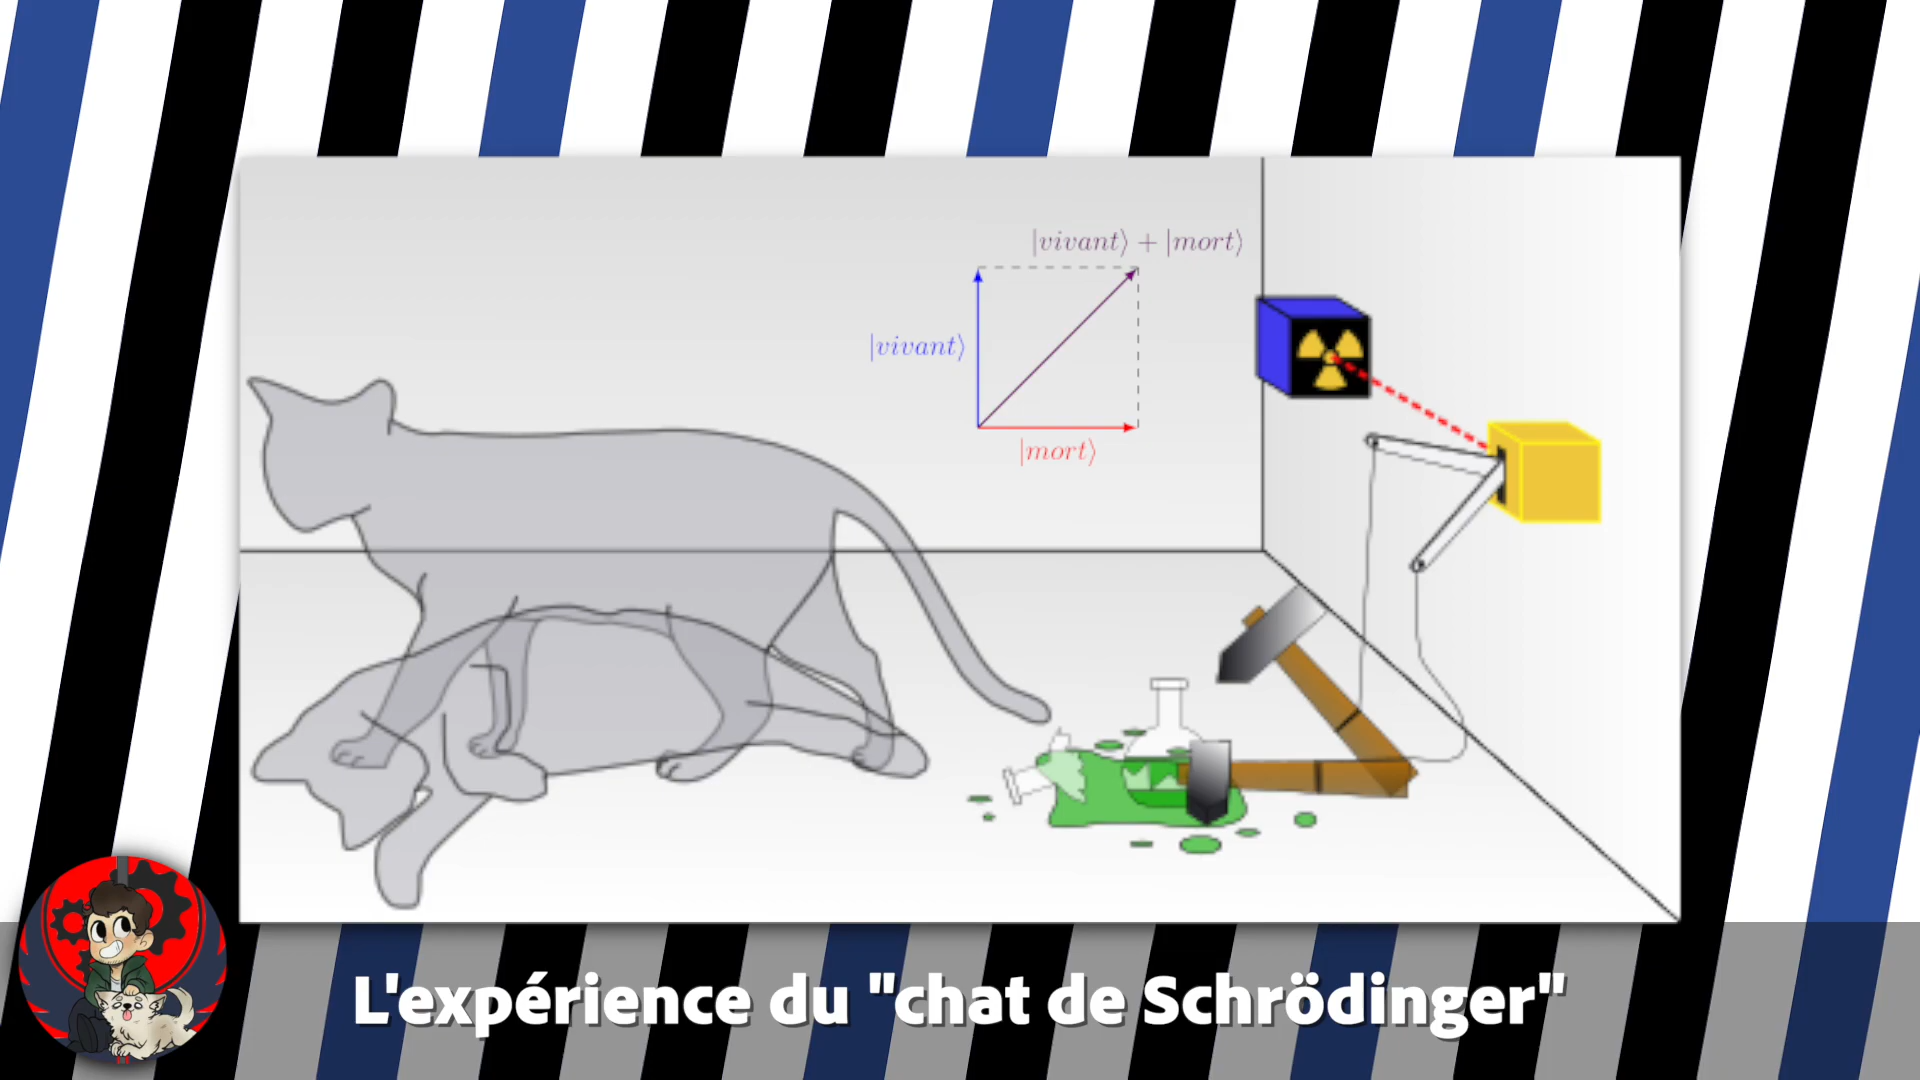 |vivant⟩ + |mort⟩
|vivant⟩
|mort⟩
L'expérience du "chat de Schrödinger"